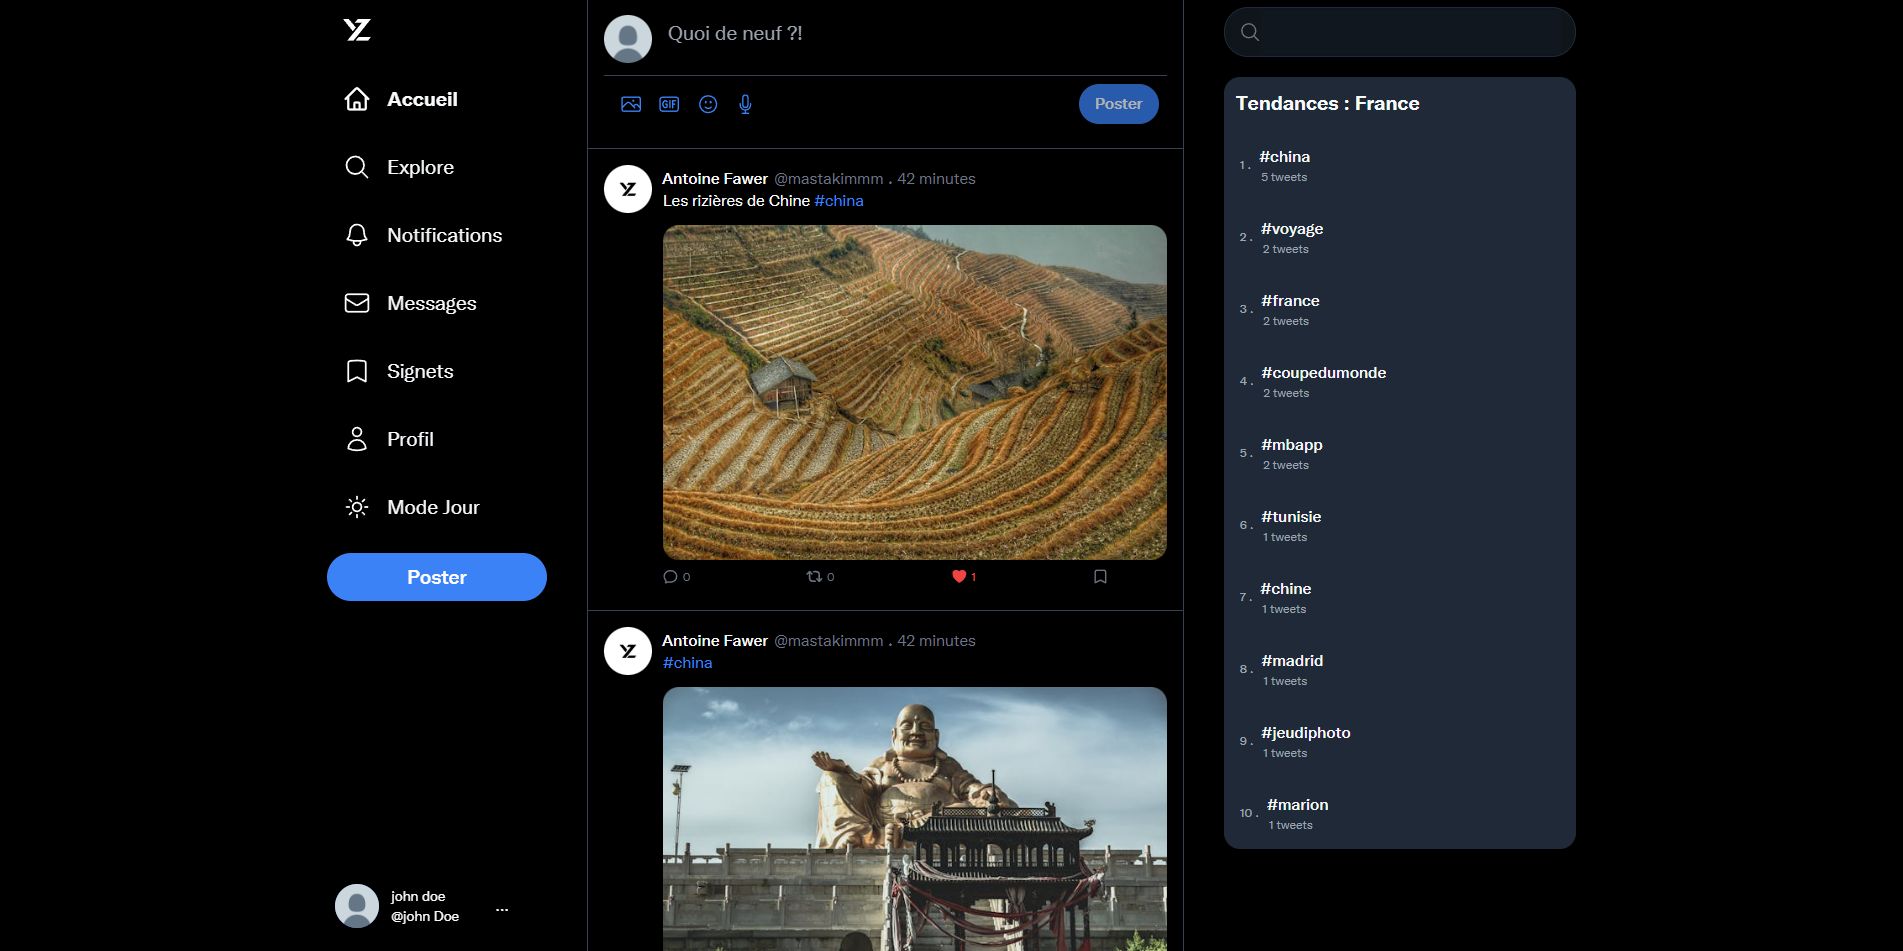 Accueil
Explore
Notifications
Messages
Signets
Profil
Mode Jour
Poster
john doe
@john Doe
...
Quoi de neuf ?!
GIF
Poster
Antoine Fawer @mastakimmm . 42 minutes
Les rizières de Chine #china
0
0
1
Antoine Fawer @mastakimmm . 42 minutes
#china
Tendances : France
1 . #china
5 tweets
2 . #voyage
2 tweets
3 . #france
2 tweets
4 . #coupedumonde
2 tweets
5 . #mbapp
2 tweets
6 . #tunisie
1 tweets
7 . #chine
1 tweets
8 . #madrid
1 tweets
9 . #jeudiphoto
1 tweets
10 . #marion
1 tweets